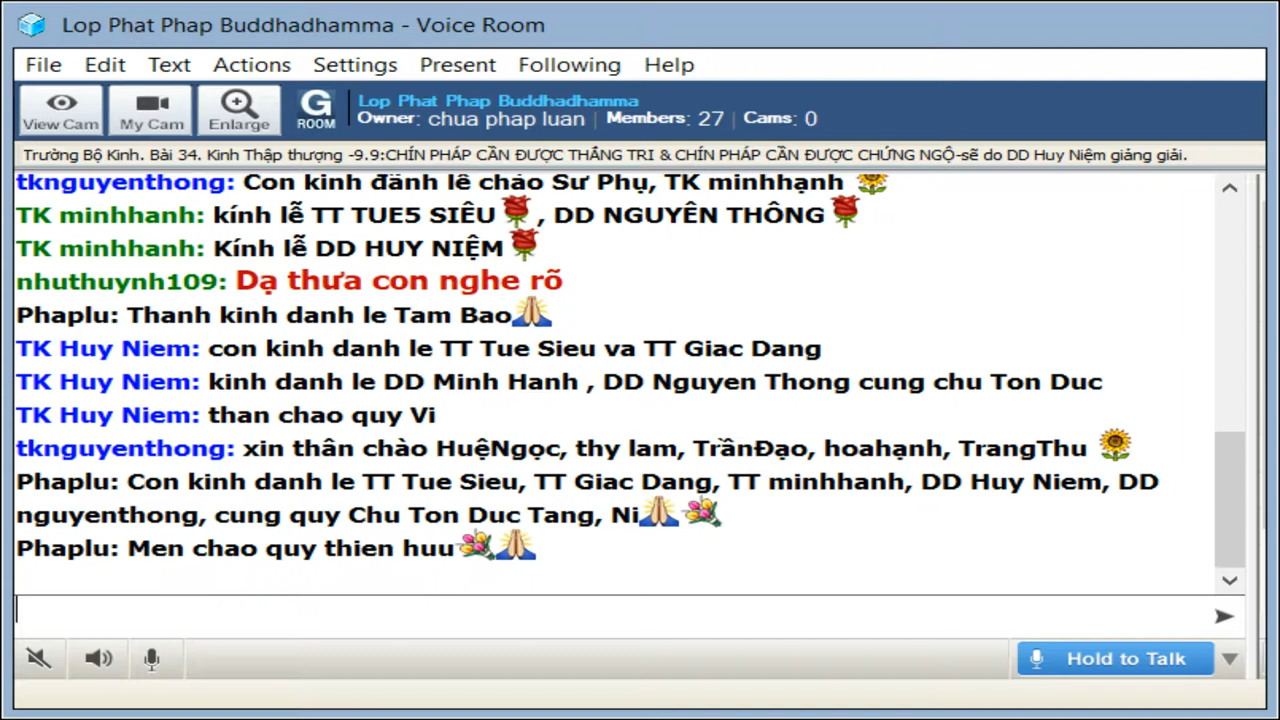 Lop Phat Phap Buddhadhamma - Voice Room
File Edit Text Actions Settings Present Following Help
View Cam My Cam Enlarge G ROOM
Lop Phat Phap Buddhadhamma
Owner: chua phap luan | Members: 27 | Cams: 0
Trường Bộ Kinh. Bài 34. Kinh Thập thượng -9.9:CHÍN PHÁP CẦN ĐƯỢC THẮNG TRI & CHÍN PHÁP CẦN ĐƯỢC CHỨNG NGỘ-sẽ do DD Huy Niệm giảng giải.
tknguyenthong: Con kinh đãnh lễ chào Sư Phụ, TK minhhạnh
TK minhhanh: kính lễ TT TUE5 SIÊU , DD NGUYÊN THÔNG
TK minhhanh: Kính lễ DD HUY NIỆM
nhuthuynh109: Dạ thưa con nghe rõ
Phaplu: Thanh kinh danh le Tam Bao
TK Huy Niem: con kinh danh le TT Tue Sieu va TT Giac Dang
TK Huy Niem: kinh danh le DD Minh Hanh , DD Nguyen Thong cung chu Ton Duc
TK Huy Niem: than chao quy Vi
tknguyenthong: xin thân chào HuệNgọc, thy lam, TrầnĐạo, hoahạnh, TrangThu
Phaplu: Con kinh danh le TT Tue Sieu, TT Giac Dang, TT minhhanh, DD Huy Niem, DD
nguyenthong, cung quy Chu Ton Duc Tang, Ni
Phaplu: Men chao quy thien huu
Hold to Talk